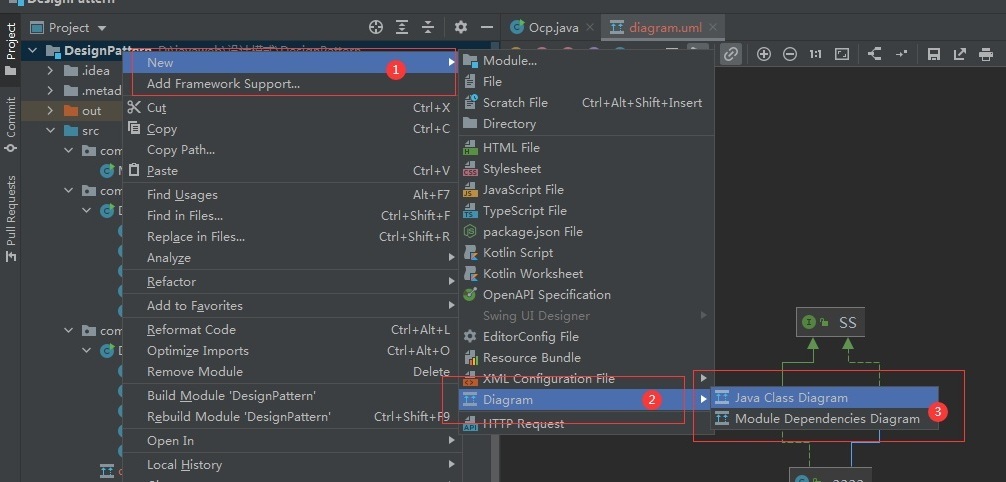 DesignPattern
Project
Ocp.java
diagram.uml
Project
Commit
Pull Requests
DesignPattern
.idea
.metad
out
src
com
com
D
com
D
New
1
Add Framework Support...
Cut Ctrl+X
Copy Ctrl+C
Copy Path...
Paste Ctrl+V
Find Usages Alt+F7
Find in Files... Ctrl+Shift+F
Replace in Files... Ctrl+Shift+R
Analyze
Refactor
Add to Favorites
Reformat Code Ctrl+Alt+L
Optimize Imports Ctrl+Alt+O
Remove Module Delete
Build Module 'DesignPattern'
Rebuild Module 'DesignPattern' Ctrl+Shift+F9
Open In
Local History
Module...
File
Scratch File Ctrl+Alt+Shift+Insert
Directory
HTML File
Stylesheet
JavaScript File
TypeScript File
package.json File
Kotlin Script
Kotlin Worksheet
OpenAPI Specification
Swing UI Designer
EditorConfig File
Resource Bundle
XML Configuration File
Diagram
2
HTTP Request
Java Class Diagram
Module Dependencies Diagram
3
1:1
I SS